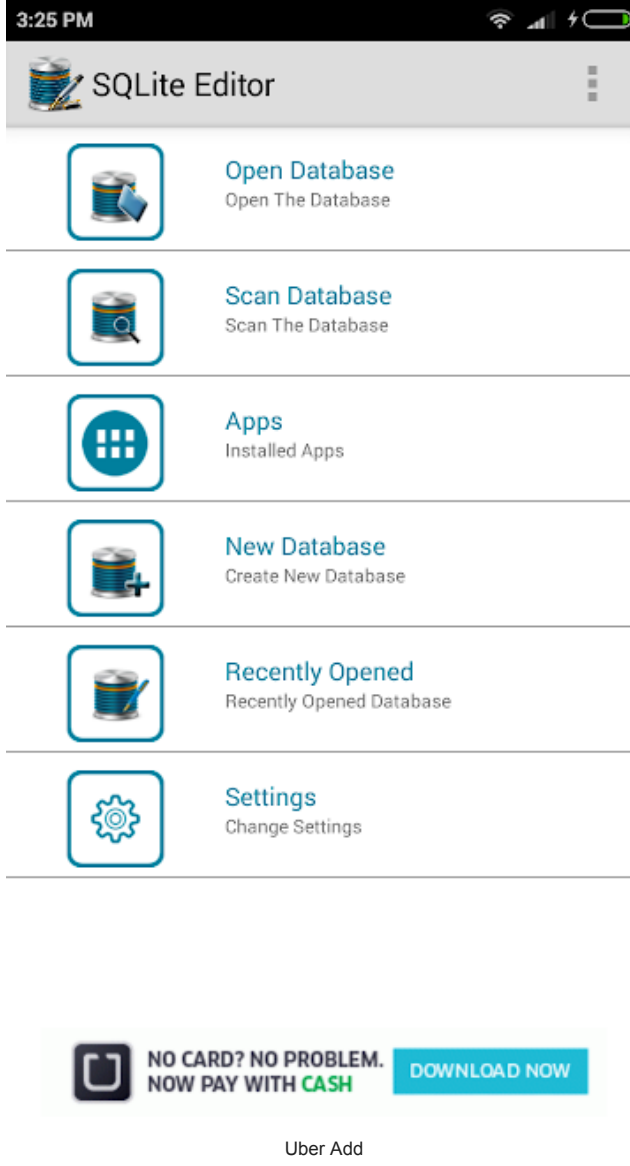 3:25 PM
SQLite Editor
Open Database
Open The Database
Scan Database
Scan The Database
Apps
Installed Apps
New Database
Create New Database
Recently Opened
Recently Opened Database
Settings
Change Settings
NO CARD? NO PROBLEM.
NOW PAY WITH CASH
DOWNLOAD NOW
Uber Add